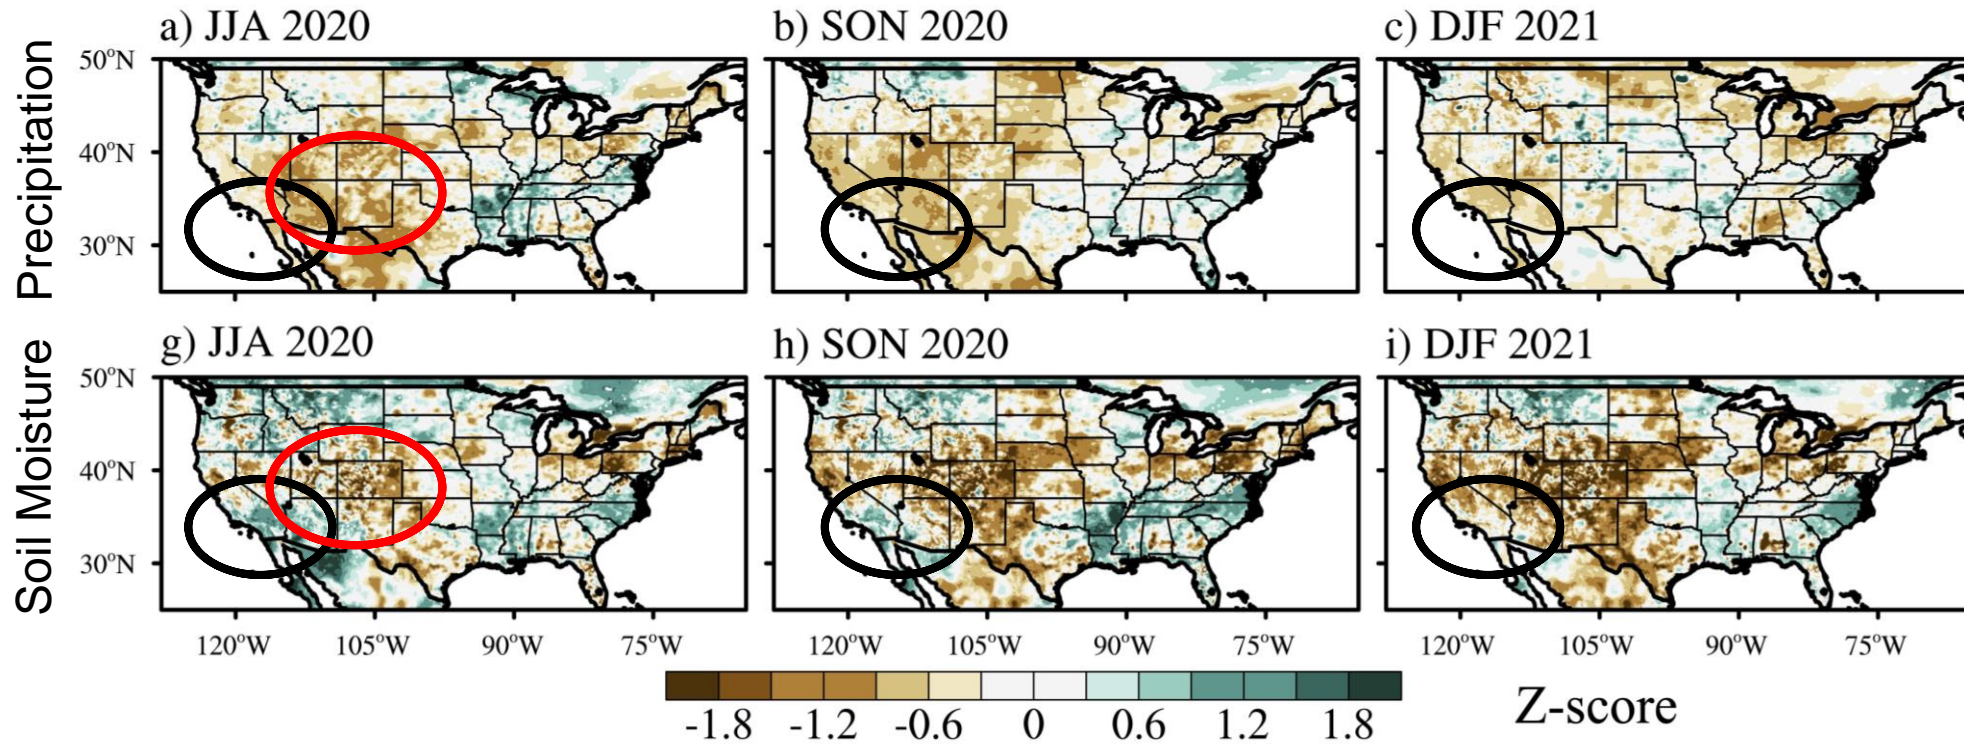 a) JJA 2020
b) SON 2020
c) DJF 2021
Precipitation
50°N
40°N
30°N
g) JJA 2020
h) SON 2020
i) DJF 2021
Soil Moisture
50°N
40°N
30°N
120°W 105°W 90°W 75°W
120°W 105°W 90°W 75°W
120°W 105°W 90°W 75°W
-1.8 -1.2 -0.6 0 0.6 1.2 1.8
Z-score